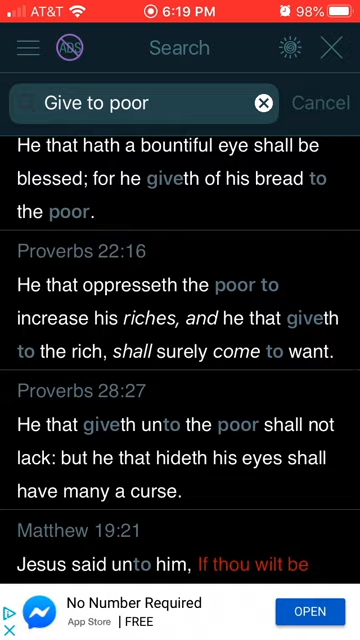 AT&T 6:19 PM 98%
ADS Search
Give to poor Cancel
He that hath a bountiful eye shall be
blessed; for he giveth of his bread to
the poor.
Proverbs 22:16
He that oppresseth the poor to
increase his riches, and he that giveth
to the rich, shall surely come to want.
Proverbs 28:27
He that giveth unto the poor shall not
lack: but he that hideth his eyes shall
have many a curse.
Matthew 19:21
Jesus said unto him, If thou wilt be
No Number Required
App Store | FREE
OPEN